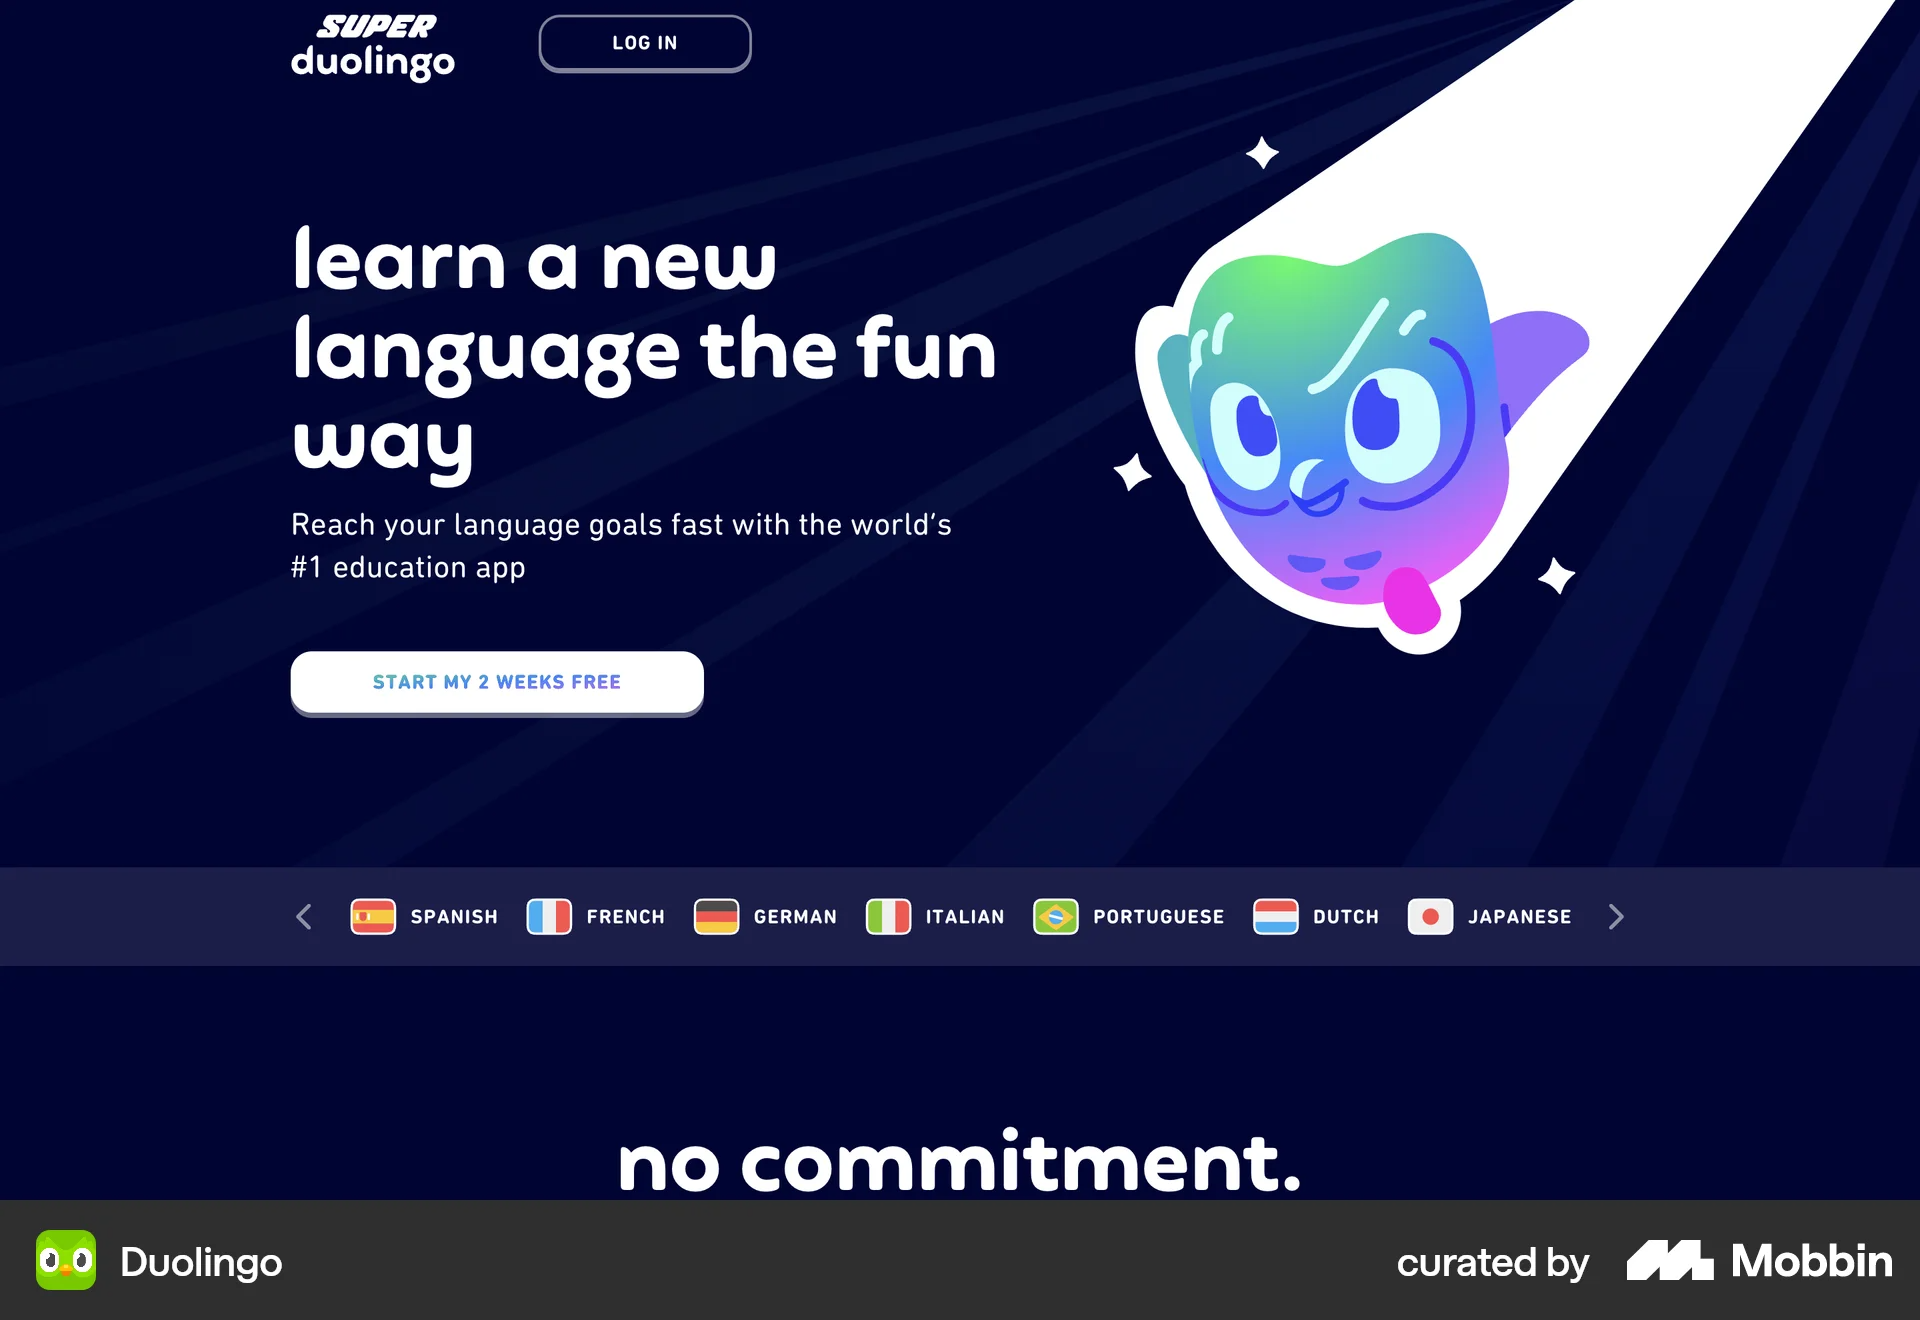 SUPER
duolingo
LOG IN
learn a new
language the fun
way
Reach your language goals fast with the world's
#1 education app
START MY 2 WEEKS FREE
SPANISH FRENCH GERMAN ITALIAN PORTUGUESE DUTCH JAPANESE
no commitment.
Duolingo
curated by Mobbin